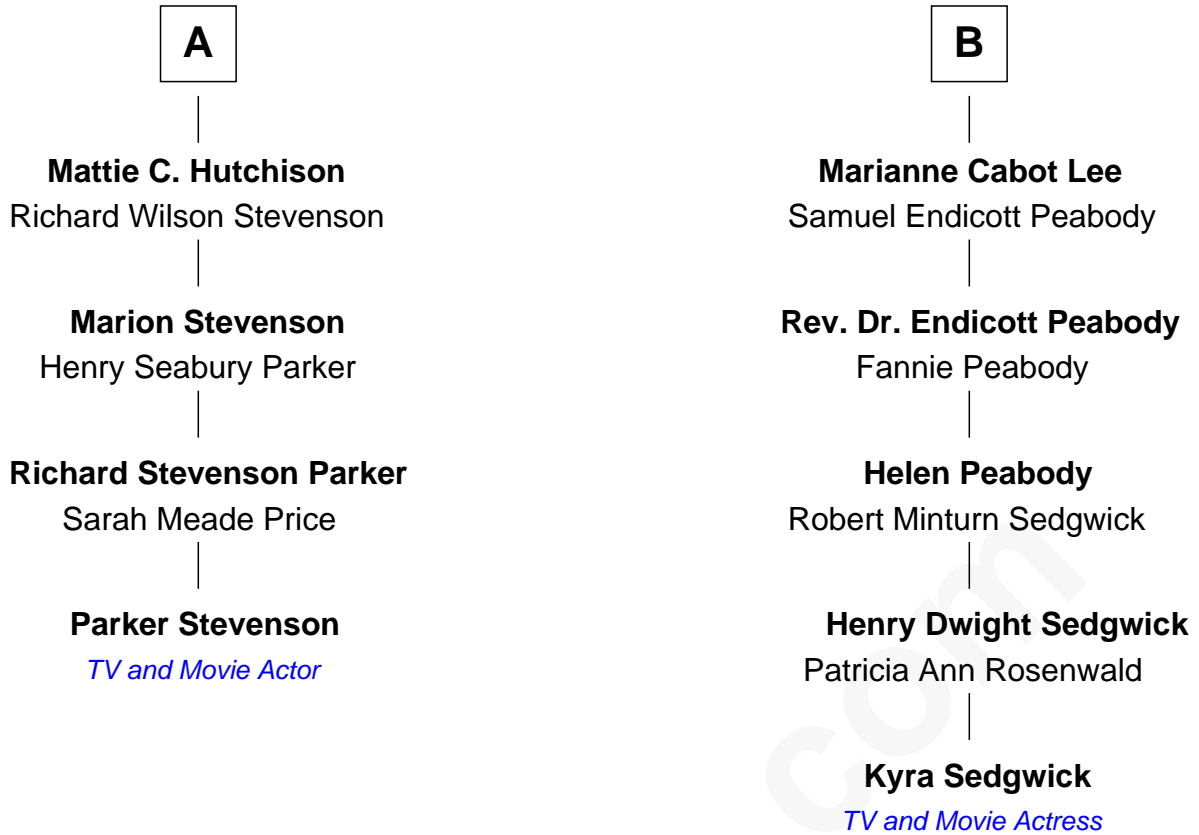 A
Mattie C. Hutchison
Richard Wilson Stevenson
Marion Stevenson
Henry Seabury Parker
Richard Stevenson Parker
Sarah Meade Price
Parker Stevenson
TV and Movie Actor
B
Marianne Cabot Lee
Samuel Endicott Peabody
Rev. Dr. Endicott Peabody
Fannie Peabody
Helen Peabody
Robert Minturn Sedgwick
Henry Dwight Sedgwick
Patricia Ann Rosenwald
Kyra Sedgwick
TV and Movie Actress
com